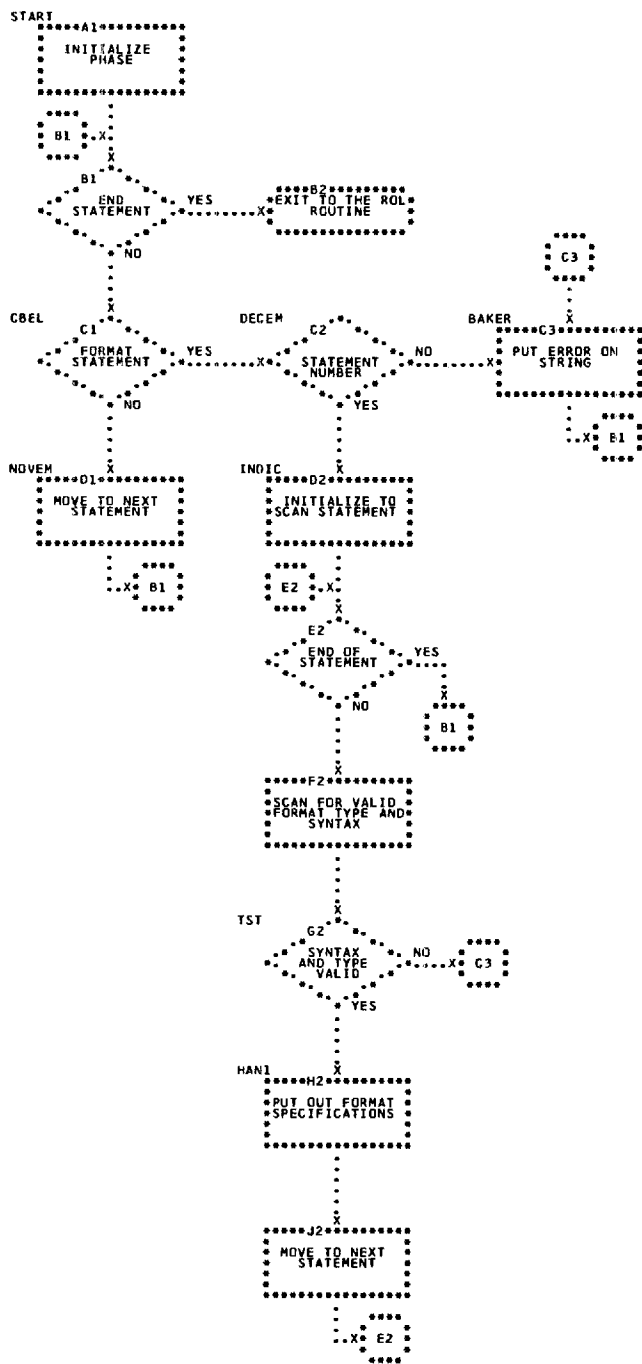 START
A1
INITIALIZE
PHASE
B1
B1
END
STATEMENT
YES
NO
B2
EXIT TO THE ROL
ROUTINE
C3
CBEL
C1
FORMAT
STATEMENT
YES
NO
DECEM
C2
STATEMENT
NUMBER
NO
YES
BAKER
C3
PUT ERROR ON
STRING
B1
NOVEM
D1
MOVE TO NEXT
STATEMENT
B1
INDIC
D2
INITIALIZE TO
SCAN STATEMENT
E2
E2
END OF
STATEMENT
YES
NO
B1
F2
SCAN FOR VALID
FORMAT TYPE AND
SYNTAX
TST
G2
SYNTAX
AND TYPE
VALID
NO
YES
C3
HAN1
H2
PUT OUT FORMAT
SPECIFICATIONS
J2
MOVE TO NEXT
STATEMENT
E2